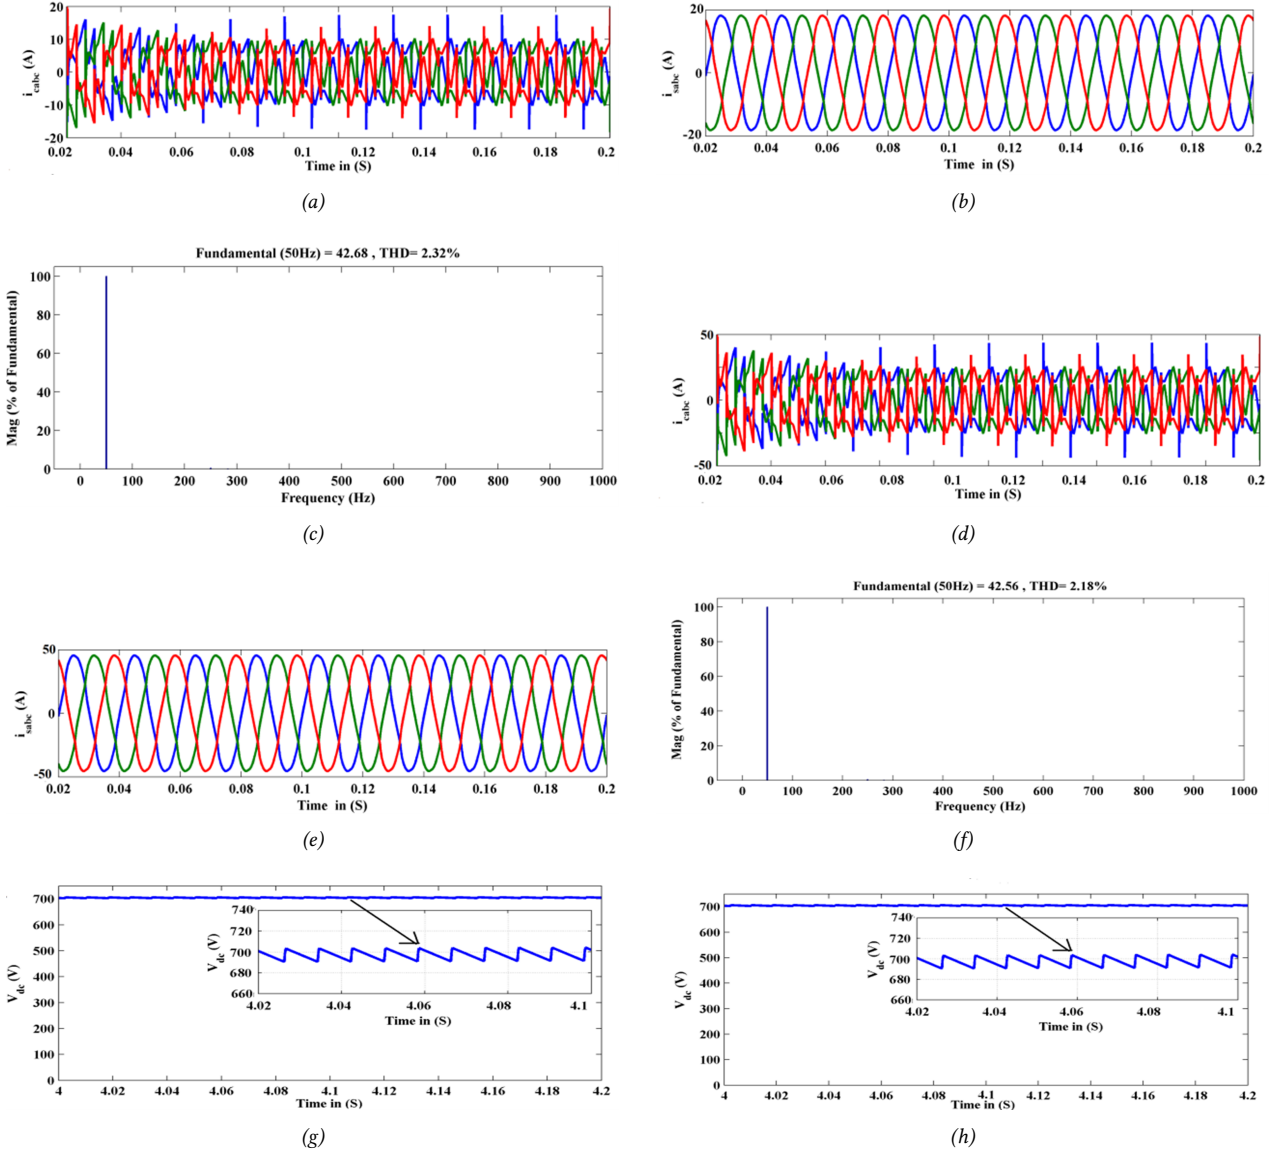 20
10
0
-10
-20
i_cabc (A)
0.02 0.04 0.06 0.08 0.1 0.12 0.14 0.16 0.18 0.2
Time in (S)
(a)
20
0
-20
i_sabc (A)
0.02 0.04 0.06 0.08 0.1 0.12 0.14 0.16 0.18 0.2
Time in (S)
(b)
Fundamental (50Hz) = 42.68 , THD= 2.32%
100
80
60
40
20
0
Mag (% of Fundamental)
0 100 200 300 400 500 600 700 800 900 1000
Frequency (Hz)
(c)
50
0
-50
i_cabc (A)
0.02 0.04 0.06 0.08 0.1 0.12 0.14 0.16 0.18 0.2
Time in (S)
(d)
50
0
-50
i_sabc (A)
0.02 0.04 0.06 0.08 0.1 0.12 0.14 0.16 0.18 0.2
Time in (S)
(e)
Fundamental (50Hz) = 42.56 , THD= 2.18%
100
80
60
40
20
0
Mag (% of Fundamental)
0 100 200 300 400 500 600 700 800 900 1000
Frequency (Hz)
(f)
700
600
500
400
300
200
100
0
V_dc (V)
740
720
700
680
660
V_dc (V)
4.02 4.04 4.06 4.08 4.1
Time in (S)
4 4.02 4.04 4.06 4.08 4.1 4.12 4.14 4.16 4.18 4.2
Time in (S)
(g)
700
600
500
400
300
200
100
0
V_dc (V)
740
720
700
680
660
V_dc (V)
4.02 4.04 4.06 4.08 4.1
Time in (S)
4 4.02 4.04 4.06 4.08 4.1 4.12 4.14 4.16 4.18 4.2
Time in (S)
(h)